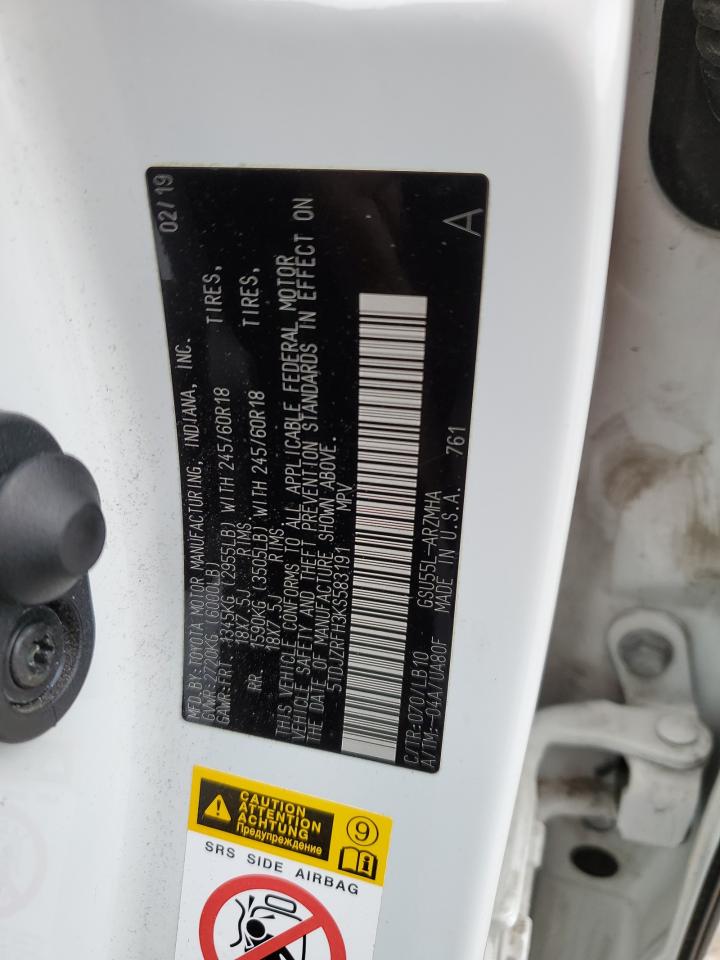 MFD.BY:TOYOTA MOTOR MANUFACTURING, INDIANA, INC. 02/19
GVWR:2720KG (6000LB)
GAWR:FRT. 1345KG (2955LB) WITH 245/60R18 TIRES,
18X7.5J RIMS
RR 1590KG (3505LB) WITH 245/60R18 TIRES,
18X7.5J RIMS
THIS VEHICLE CONFORMS TO ALL APPLICABLE FEDERAL MOTOR
VEHICLE SAFETY AND THEFT PREVENTION STANDARDS IN EFFECT ON
THE DATE OF MANUFACTURE SHOWN ABOVE.
5TDJZRFH3KS583191 MPV
C/TR:070/LB10 GSU55L-ARZMHA
A/TM:-04A/UA80F MADE IN U.S.A. 761 A
CAUTION
ATTENTION
ACHTUNG
Предупреждение
9
i
SRS SIDE AIRBAG